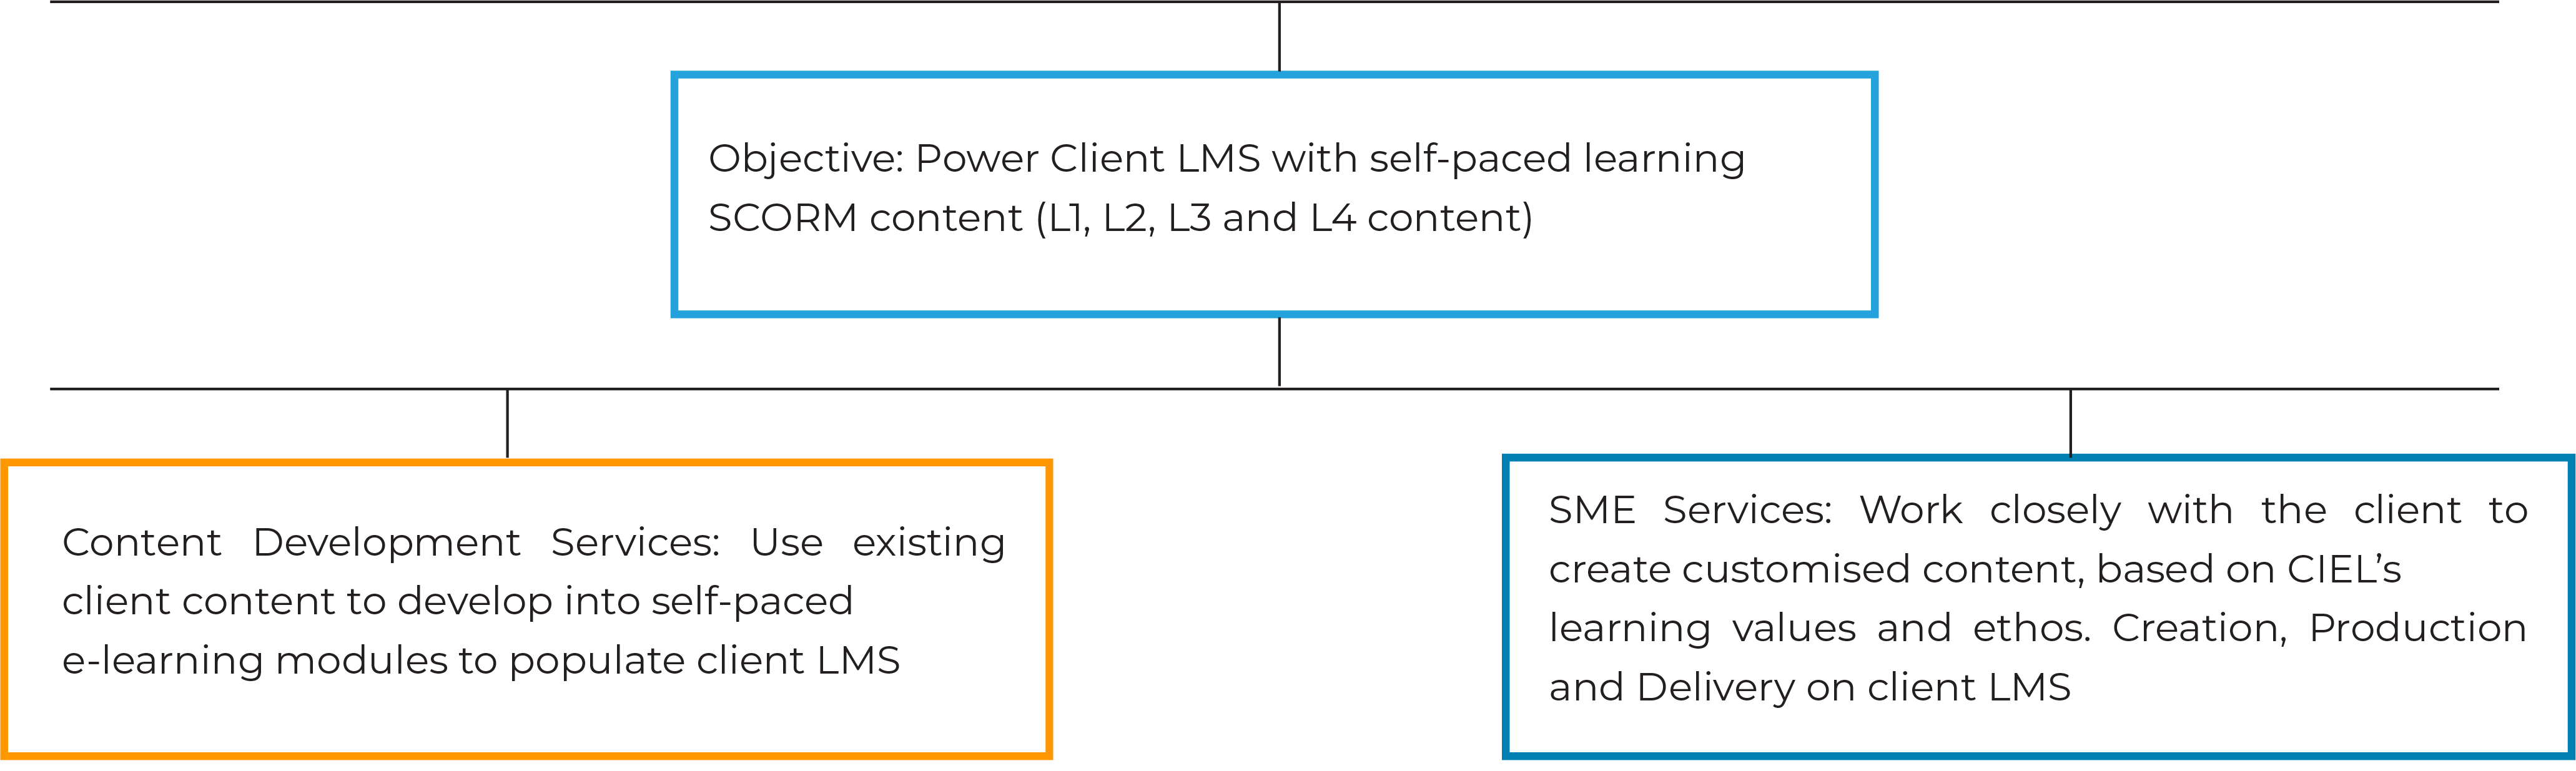 Objective: Power Client LMS with self-paced learning
SCORM content (L1, L2, L3 and L4 content)
Content Development Services: Use existing
client content to develop into self-paced
e-learning modules to populate client LMS
SME Services: Work closely with the client to
create customised content, based on CIEL’s
learning values and ethos. Creation, Production
and Delivery on client LMS